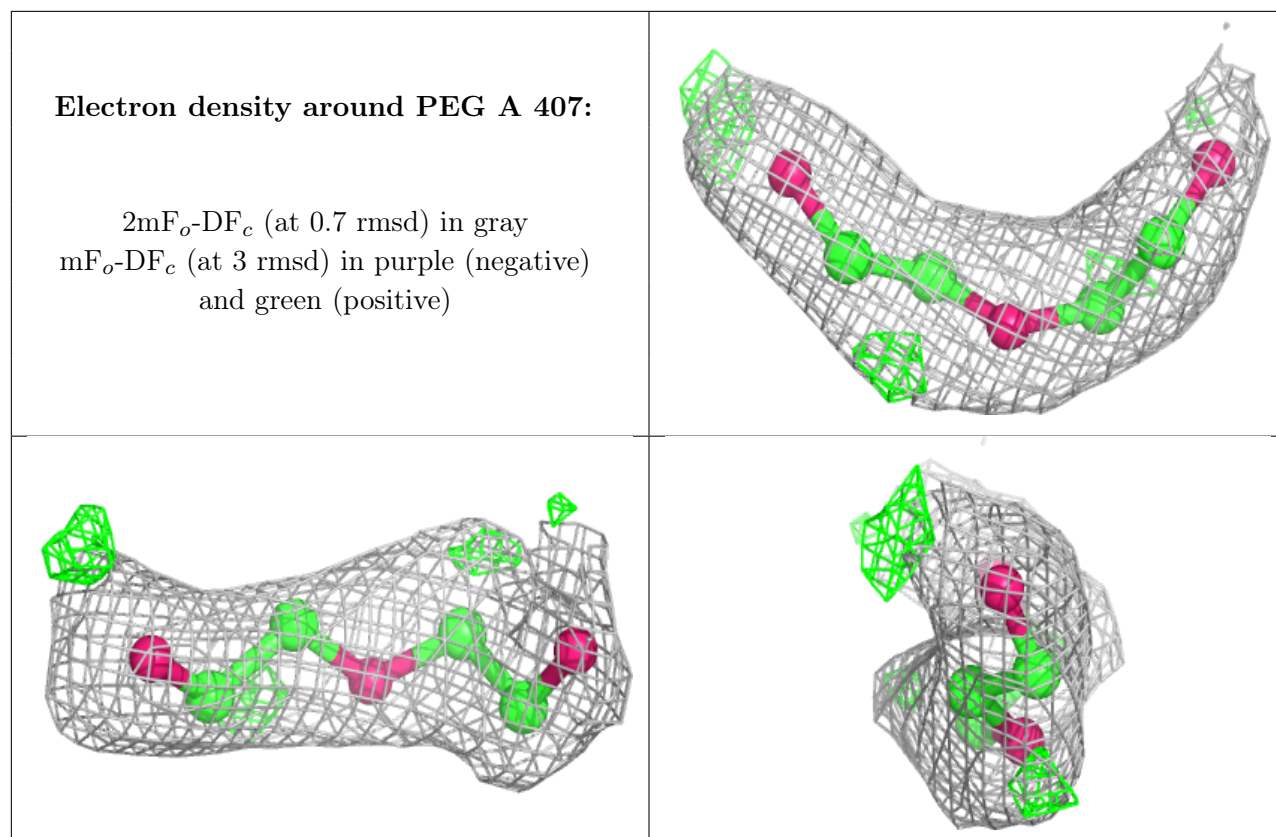 Electron density around PEG A 407:
2mFo-DFc (at 0.7 rmsd) in gray
mFo-DFc (at 3 rmsd) in purple (negative)
and green (positive)